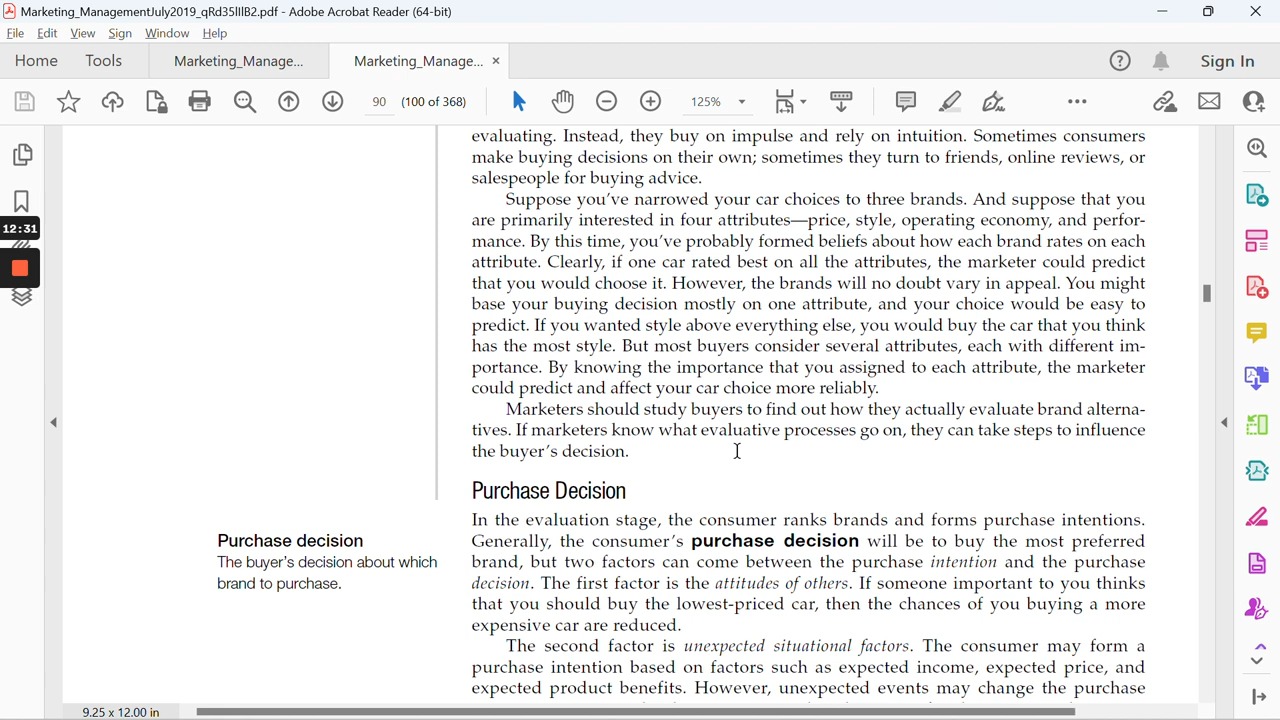 Marketing_ManagementJuly2019_qRd35IIIB2.pdf - Adobe Acrobat Reader (64-bit)
File Edit View Sign Window Help
Home Tools Marketing_Manage... Marketing_Manage... × Sign In
90 (100 of 368) 125%
12:31
evaluating. Instead, they buy on impulse and rely on intuition. Sometimes consumers
make buying decisions on their own; sometimes they turn to friends, online reviews, or
salespeople for buying advice.
Suppose you've narrowed your car choices to three brands. And suppose that you
are primarily interested in four attributes—price, style, operating economy, and perfor-
mance. By this time, you've probably formed beliefs about how each brand rates on each
attribute. Clearly, if one car rated best on all the attributes, the marketer could predict
that you would choose it. However, the brands will no doubt vary in appeal. You might
base your buying decision mostly on one attribute, and your choice would be easy to
predict. If you wanted style above everything else, you would buy the car that you think
has the most style. But most buyers consider several attributes, each with different im-
portance. By knowing the importance that you assigned to each attribute, the marketer
could predict and affect your car choice more reliably.
Marketers should study buyers to find out how they actually evaluate brand alterna-
tives. If marketers know what evaluative processes go on, they can take steps to influence
the buyer's decision.
Purchase Decision
Purchase decision
The buyer's decision about which
brand to purchase.
In the evaluation stage, the consumer ranks brands and forms purchase intentions.
Generally, the consumer's purchase decision will be to buy the most preferred
brand, but two factors can come between the purchase intention and the purchase
decision. The first factor is the attitudes of others. If someone important to you thinks
that you should buy the lowest-priced car, then the chances of you buying a more
expensive car are reduced.
The second factor is unexpected situational factors. The consumer may form a
purchase intention based on factors such as expected income, expected price, and
expected product benefits. However, unexpected events may change the purchase
9.25 x 12.00 in